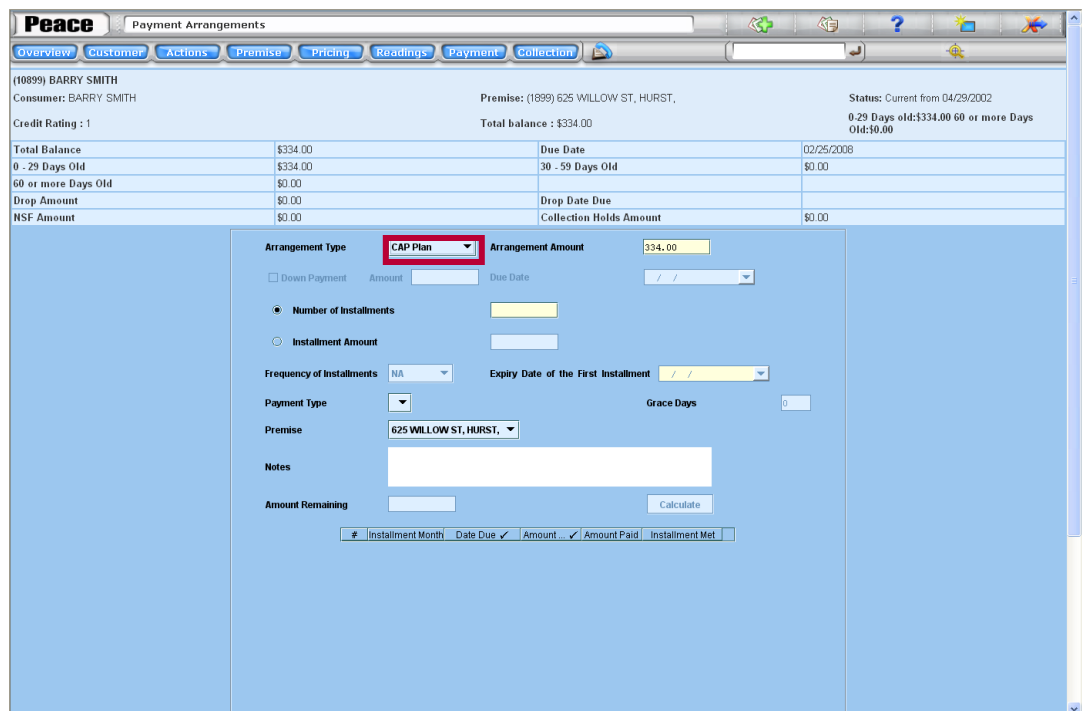 Peace Payment Arrangements ?
Overview Customer Actions Premise Pricing Readings Payment Collection
(10899) BARRY SMITH
Consumer: BARRY SMITH Premise: (1899) 625 WILLOW ST, HURST, Status: Current from 04/29/2002
Credit Rating : 1 Total balance : $334.00 0-29 Days old:$334.00 60 or more Days
Old:$0.00
Total Balance $334.00 Due Date 02/25/2008
0 - 29 Days Old $334.00 30 - 59 Days Old $0.00
60 or more Days Old $0.00
Drop Amount $0.00 Drop Date Due
NSF Amount $0.00 Collection Holds Amount $0.00
Arrangement Type CAP Plan Arrangement Amount 334.00
Down Payment Amount Due Date / /
Number of Installments
Installment Amount
Frequency of Installments NA Expiry Date of the First Installment / /
Payment Type Grace Days 0
Premise 625 WILLOW ST, HURST,
Notes
Amount Remaining Calculate
# Installment Month Date Due ✓ Amount ... ✓ Amount Paid Installment Met